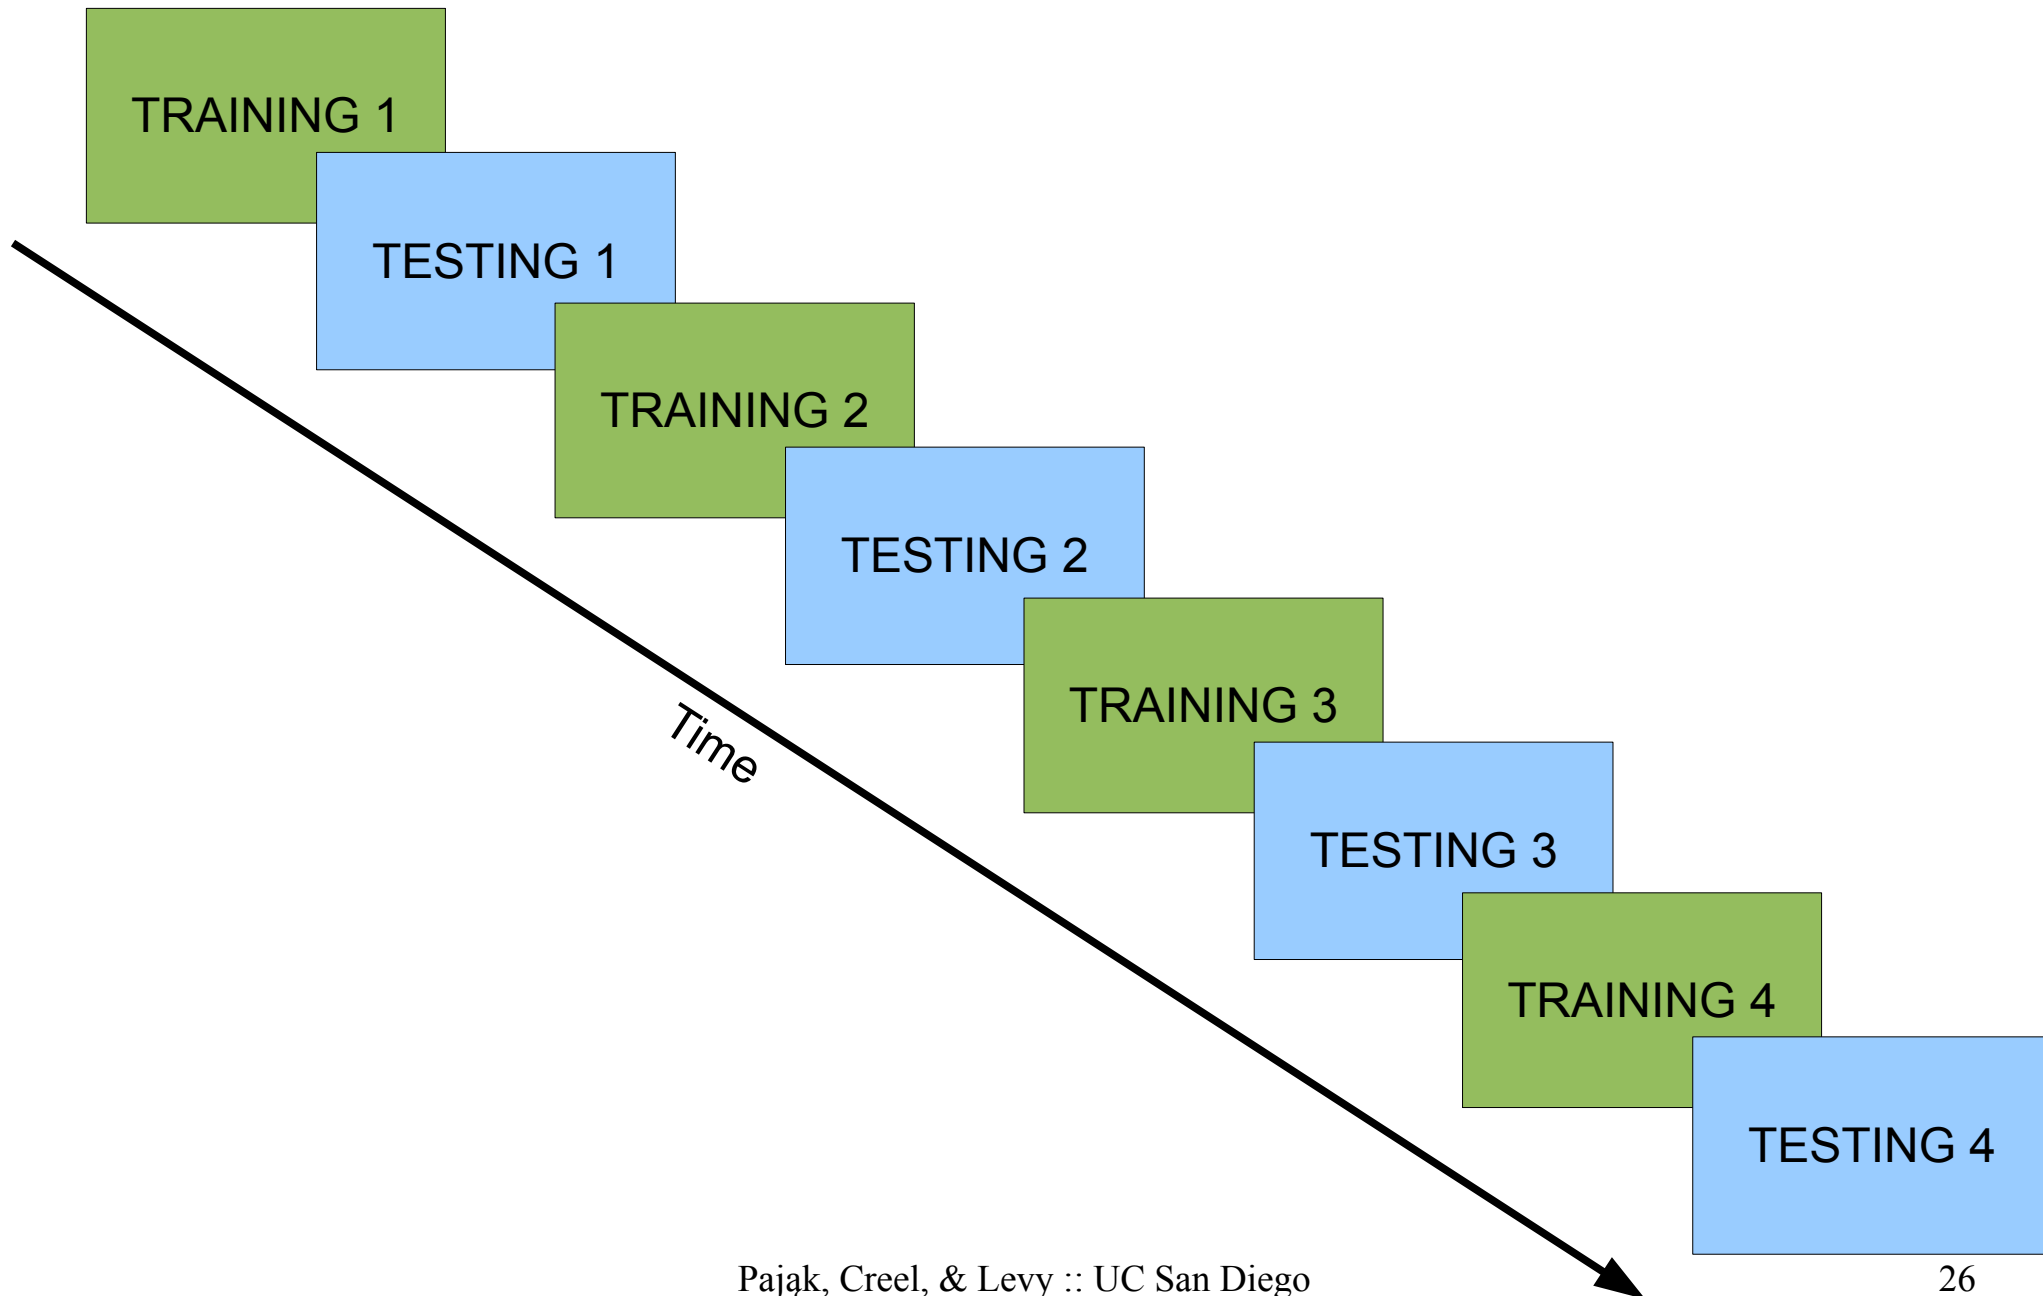 TRAINING 1
TESTING 1
TRAINING 2
TESTING 2
TRAINING 3
Time
TESTING 3
TRAINING 4
TESTING 4
Pająk, Creel, & Levy :: UC San Diego
26